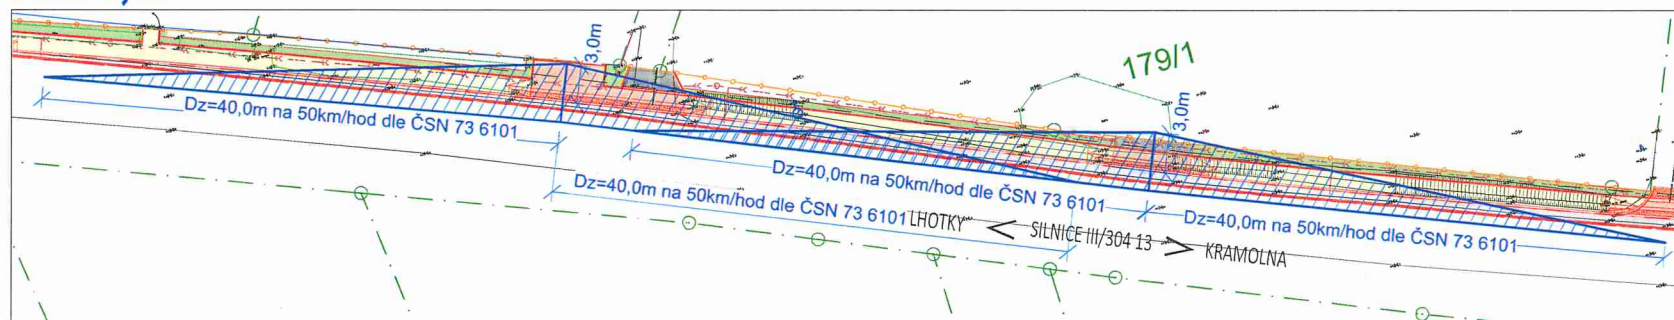 179/1
3,0m
3,0m
Dz=40,0m na 50km/hod dle ČSN 73 6101
Dz=40,0m na 50km/hod dle ČSN 73 6101
Dz=40,0m na 50km/hod dle ČSN 73 6101
Dz=40,0m na 50km/hod dle ČSN 73 6101
LHOTKY < SILNICE III/304 13 > KRAMOLNA